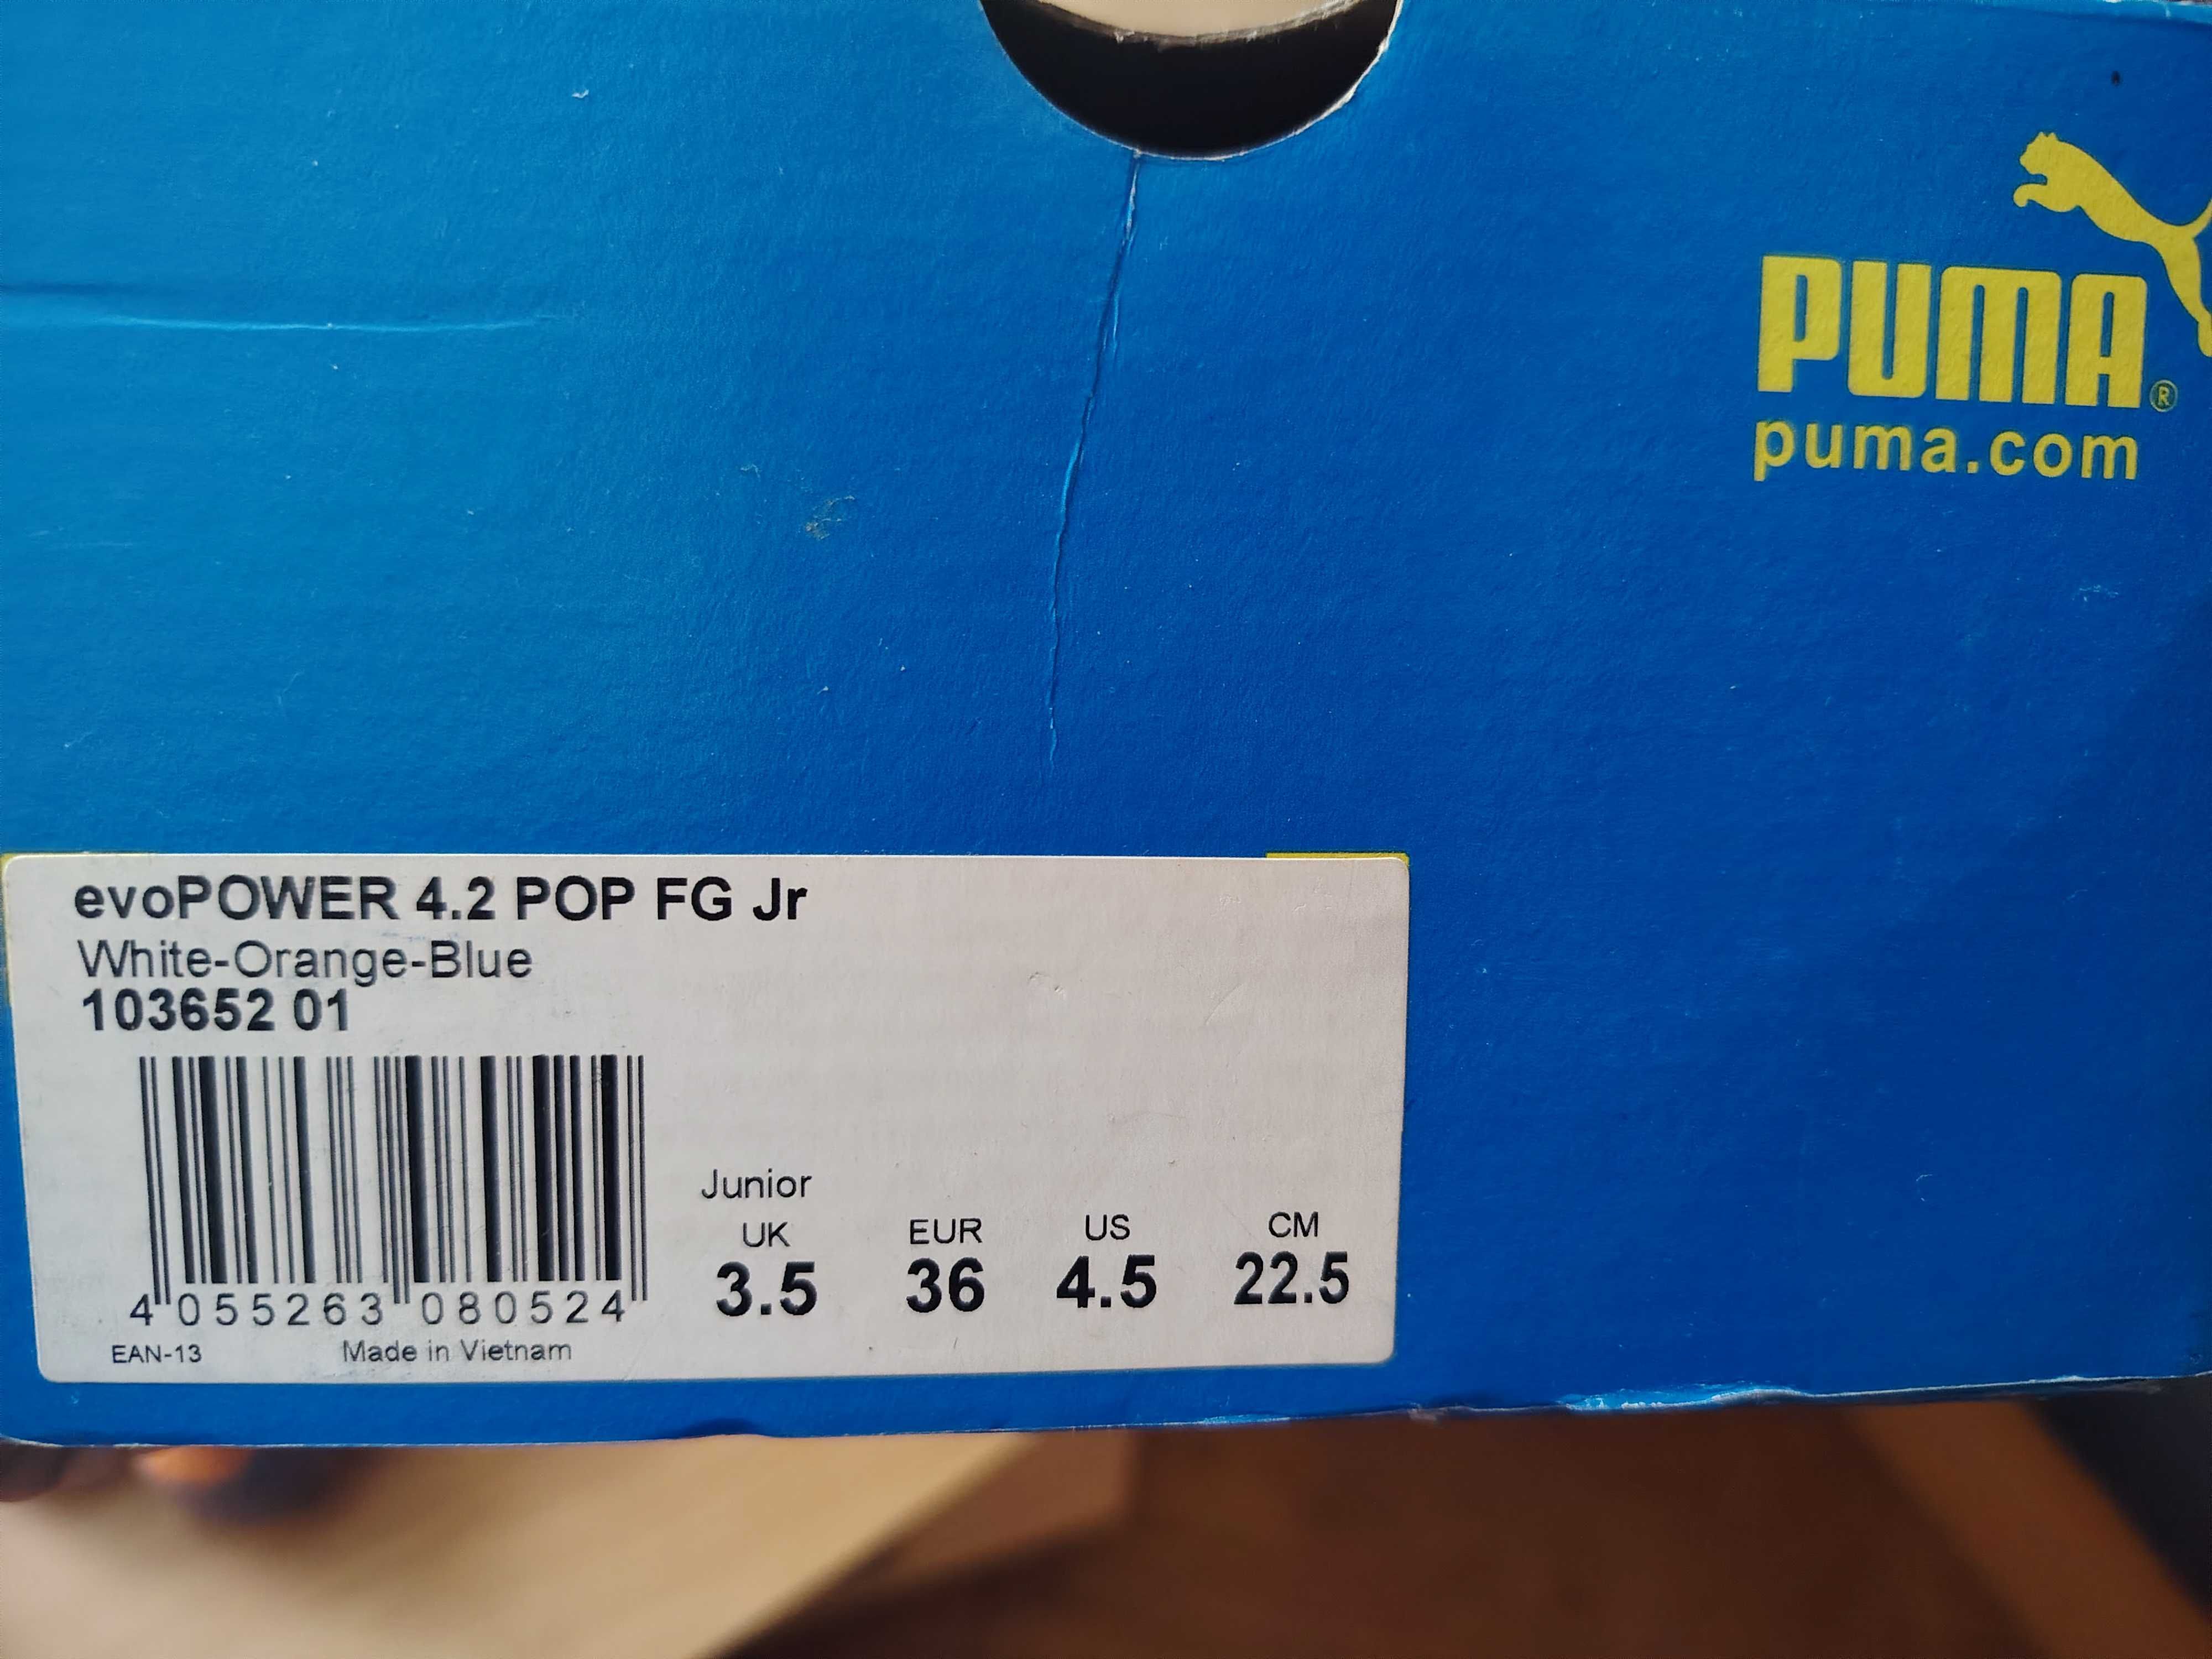 PUMA®
puma.com
evoPOWER 4.2 POP FG Jr
White-Orange-Blue
103652 01
Junior
UK EUR US CM
3.5 36 4.5 22.5
4 055263 080524
EAN-13 Made in Vietnam